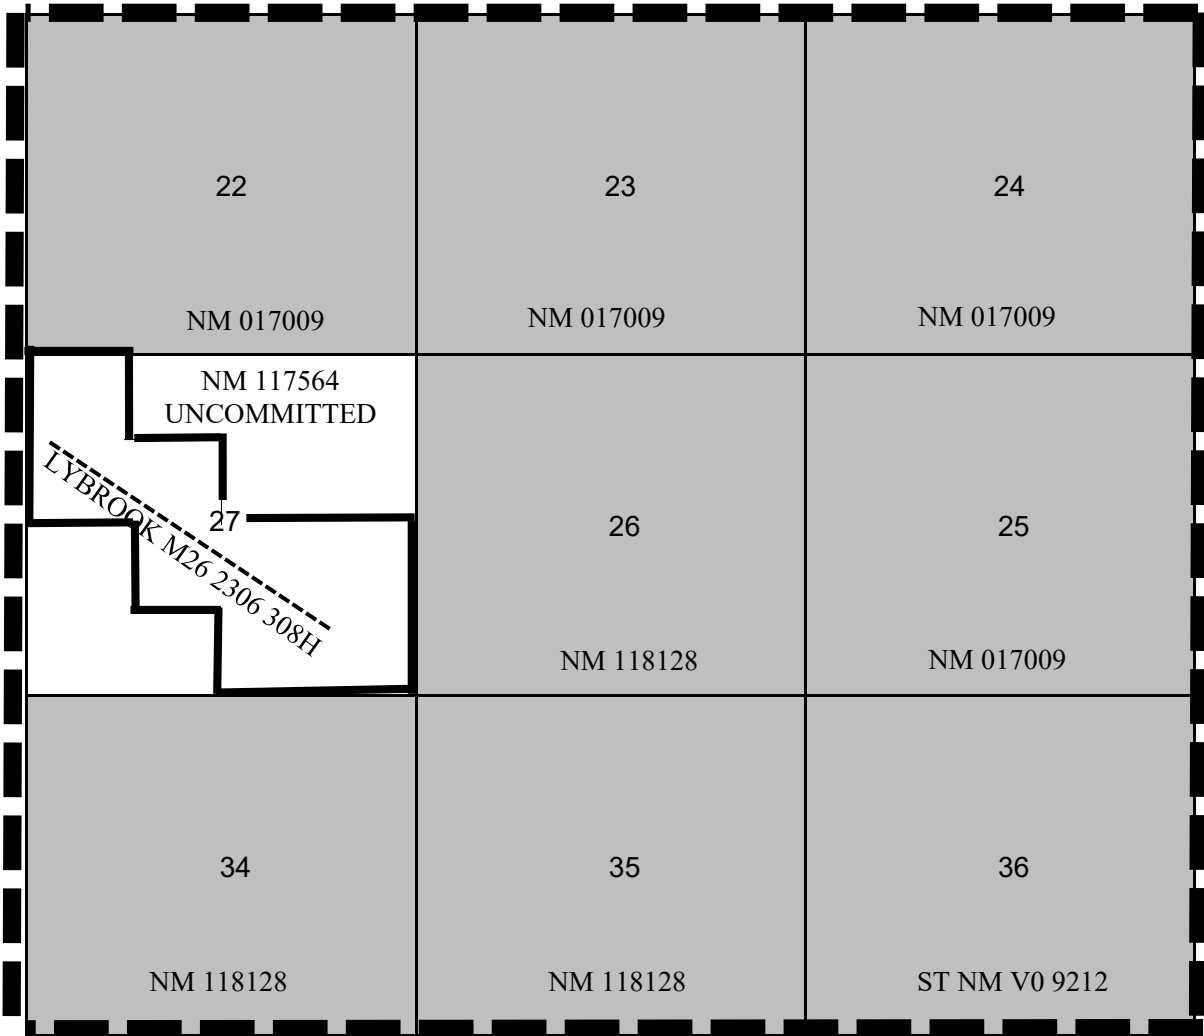 22
23
24
NM 017009
NM 017009
NM 017009
NM 117564
UNCOMMITTED
LYBROOK M26 2306 308H
27
26
25
NM 118128
NM 017009
34
35
36
NM 118128
NM 118128
ST NM V0 9212